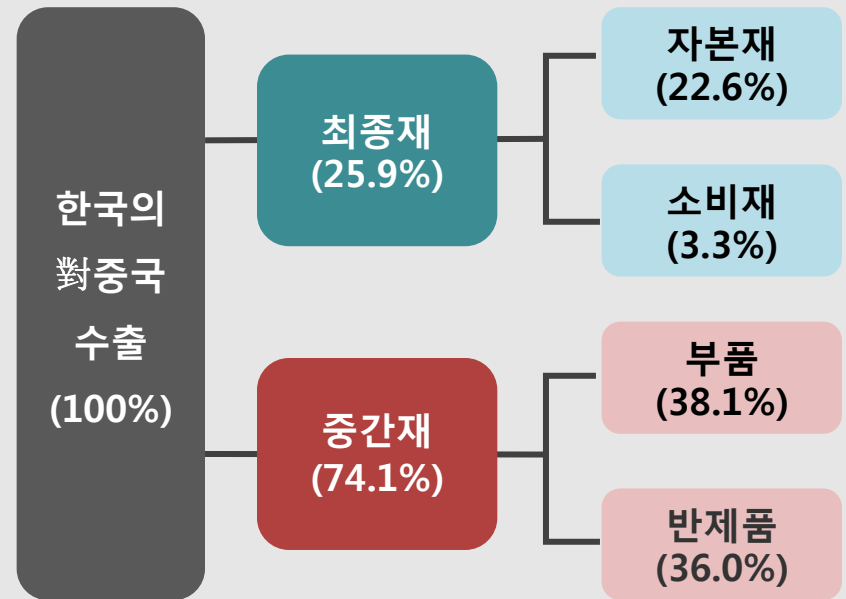 한국의
對중국
수출
(100%)
최종재
(25.9%)
자본재
(22.6%)
소비재
(3.3%)
중간재
(74.1%)
부품
(38.1%)
반제품
(36.0%)